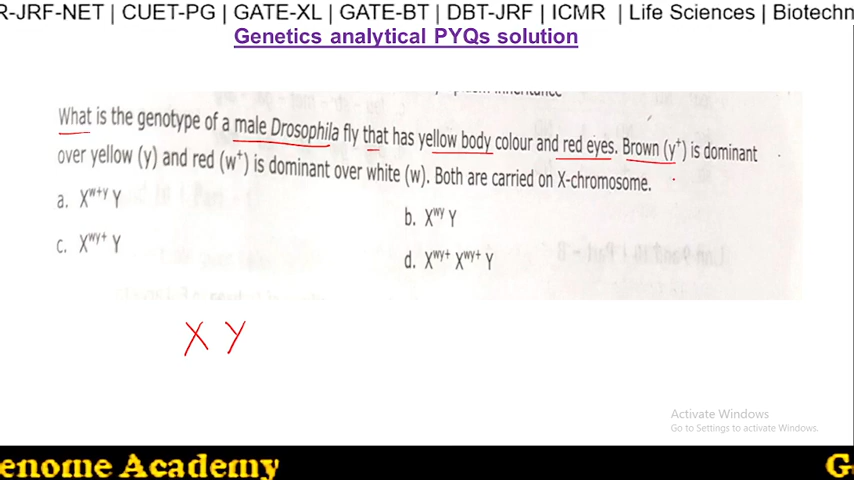 R-JRF-NET | CUET-PG | GATE-XL | GATE-BT | DBT-JRF | ICMR | Life Sciences | Biotechn
Genetics analytical PYQs solution
What is the genotype of a male Drosophila fly that has yellow body colour and red eyes. Brown (y⁺) is dominant
over yellow (y) and red (w⁺) is dominant over white (w). Both are carried on X-chromosome.
a. Xʷ⁺ʸ Y
b. Xʷʸ Y
c. Xʷʸ⁺ Y
d. Xʷʸ⁺ Xʷʸ⁺ Y
X Y
Activate Windows
Go to Settings to activate Windows.
enome Academy
G